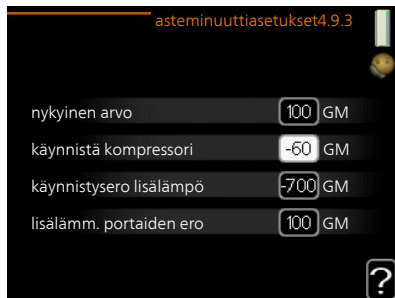 asteminuuttiasetukset4.9.3
nykyinen arvo 100 GM
käynnistä kompressori -60 GM
käynnistysero lisälämpö -700 GM
lisälämm. portaiden ero 100 GM
?